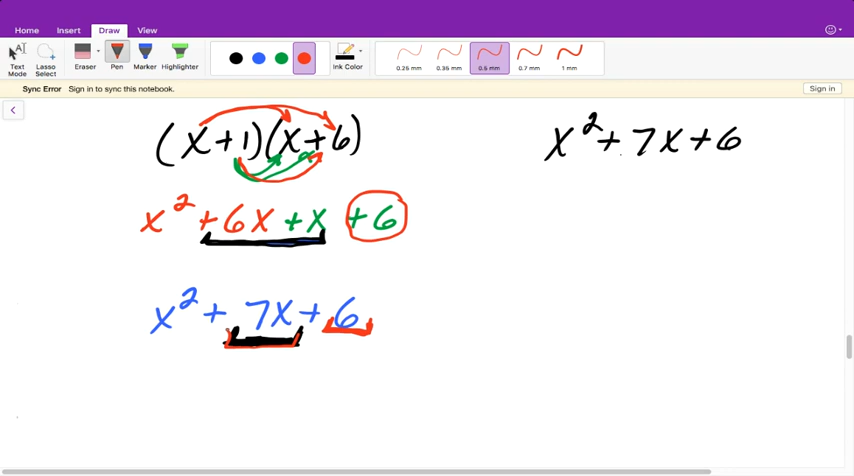 Home Insert Draw View
Text Mode Lasso Select Eraser Pen Marker Highlighter Ink Color 0.25 mm 0.35 mm 0.5 mm 0.7 mm 1 mm
Sync Error Sign in to sync this notebook. Sign in
(x+1)(x+6)
x²+6x+x+6
x²+7x+6
x²+7x+6